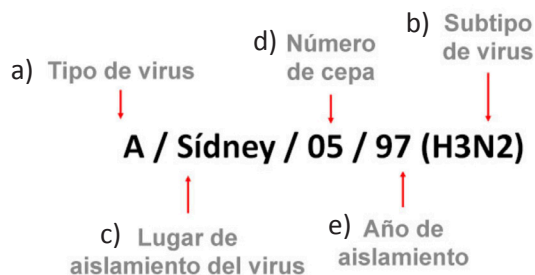 d) Número
de cepa
b) Subtipo
de virus
a) Tipo de virus
A / Sídney / 05 / 97 (H3N2)
c) Lugar de
aislamiento del virus
e) Año de
aislamiento